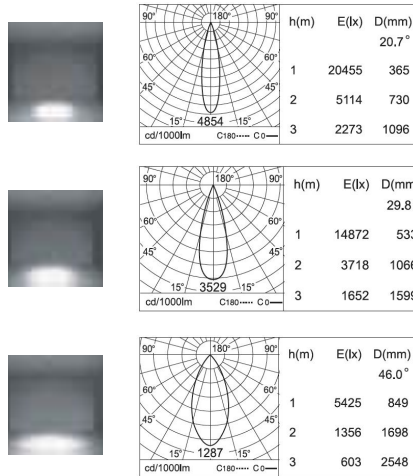 90° 180° 90°
60° 60°
45° 45°
15° 4854 15°
cd/1000lm C180 C0
h(m) E(lx) D(mm)
20.7°
1 20455 365
2 5114 730
3 2273 1096
90° 180° 90°
60° 60°
45° 45°
15° 3529 15°
cd/1000lm C180 C0
h(m) E(lx) D(mm
29.8
1 14872 533
2 3718 1066
3 1652 1599
90° 180° 90°
60° 60°
45° 45°
15° 1287 15°
cd/1000lm C180 C0
h(m) E(lx) D(mm)
46.0°
1 5425 849
2 1356 1698
3 603 2548